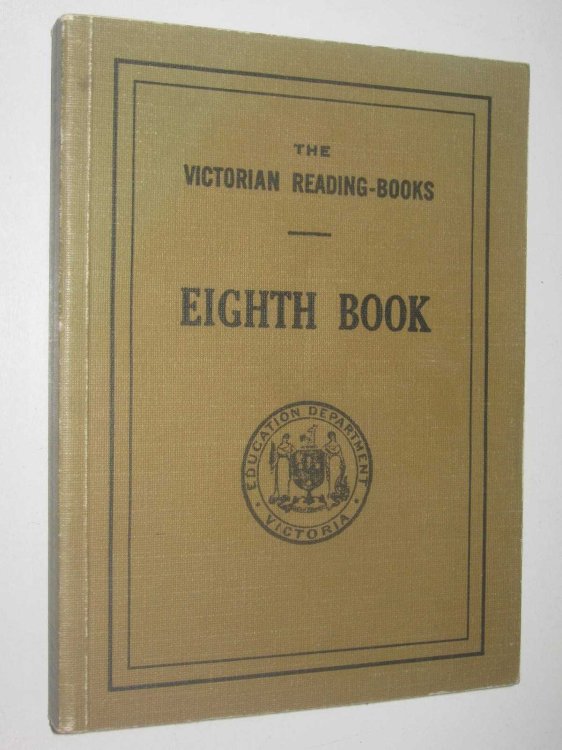 THE
VICTORIAN READING-BOOKS
EIGHTH BOOK
EDUCATION DEPARTMENT
VICTORIA